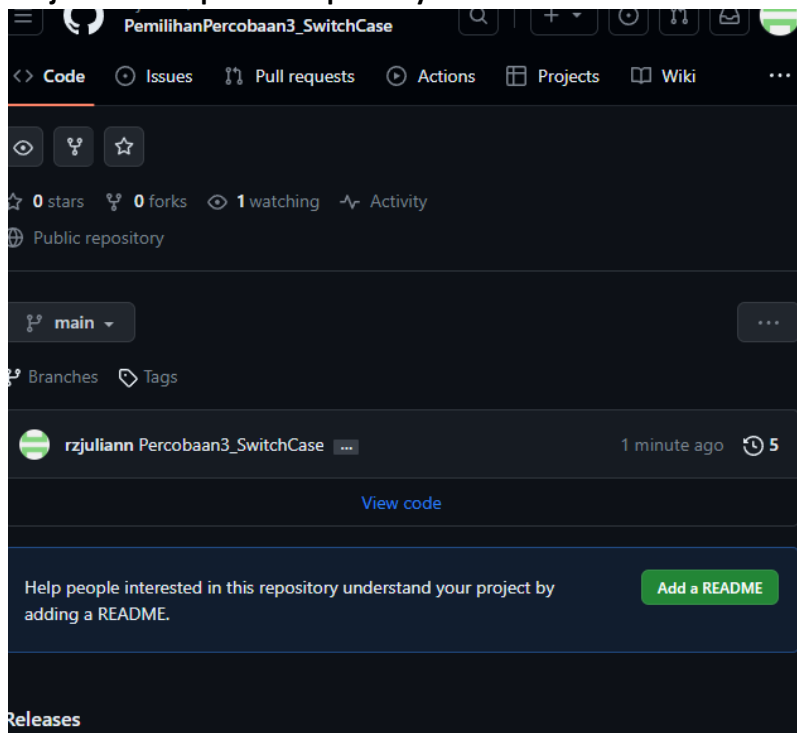 PemilihanPercobaan3_SwitchCase
Code Issues Pull requests Actions Projects Wiki ...
0 stars 0 forks 1 watching Activity
Public repository
main
...
Branches Tags
rzjuliann Percobaan3_SwitchCase ... 1 minute ago 5
View code
Help people interested in this repository understand your project by
adding a README.
Add a README
Releases